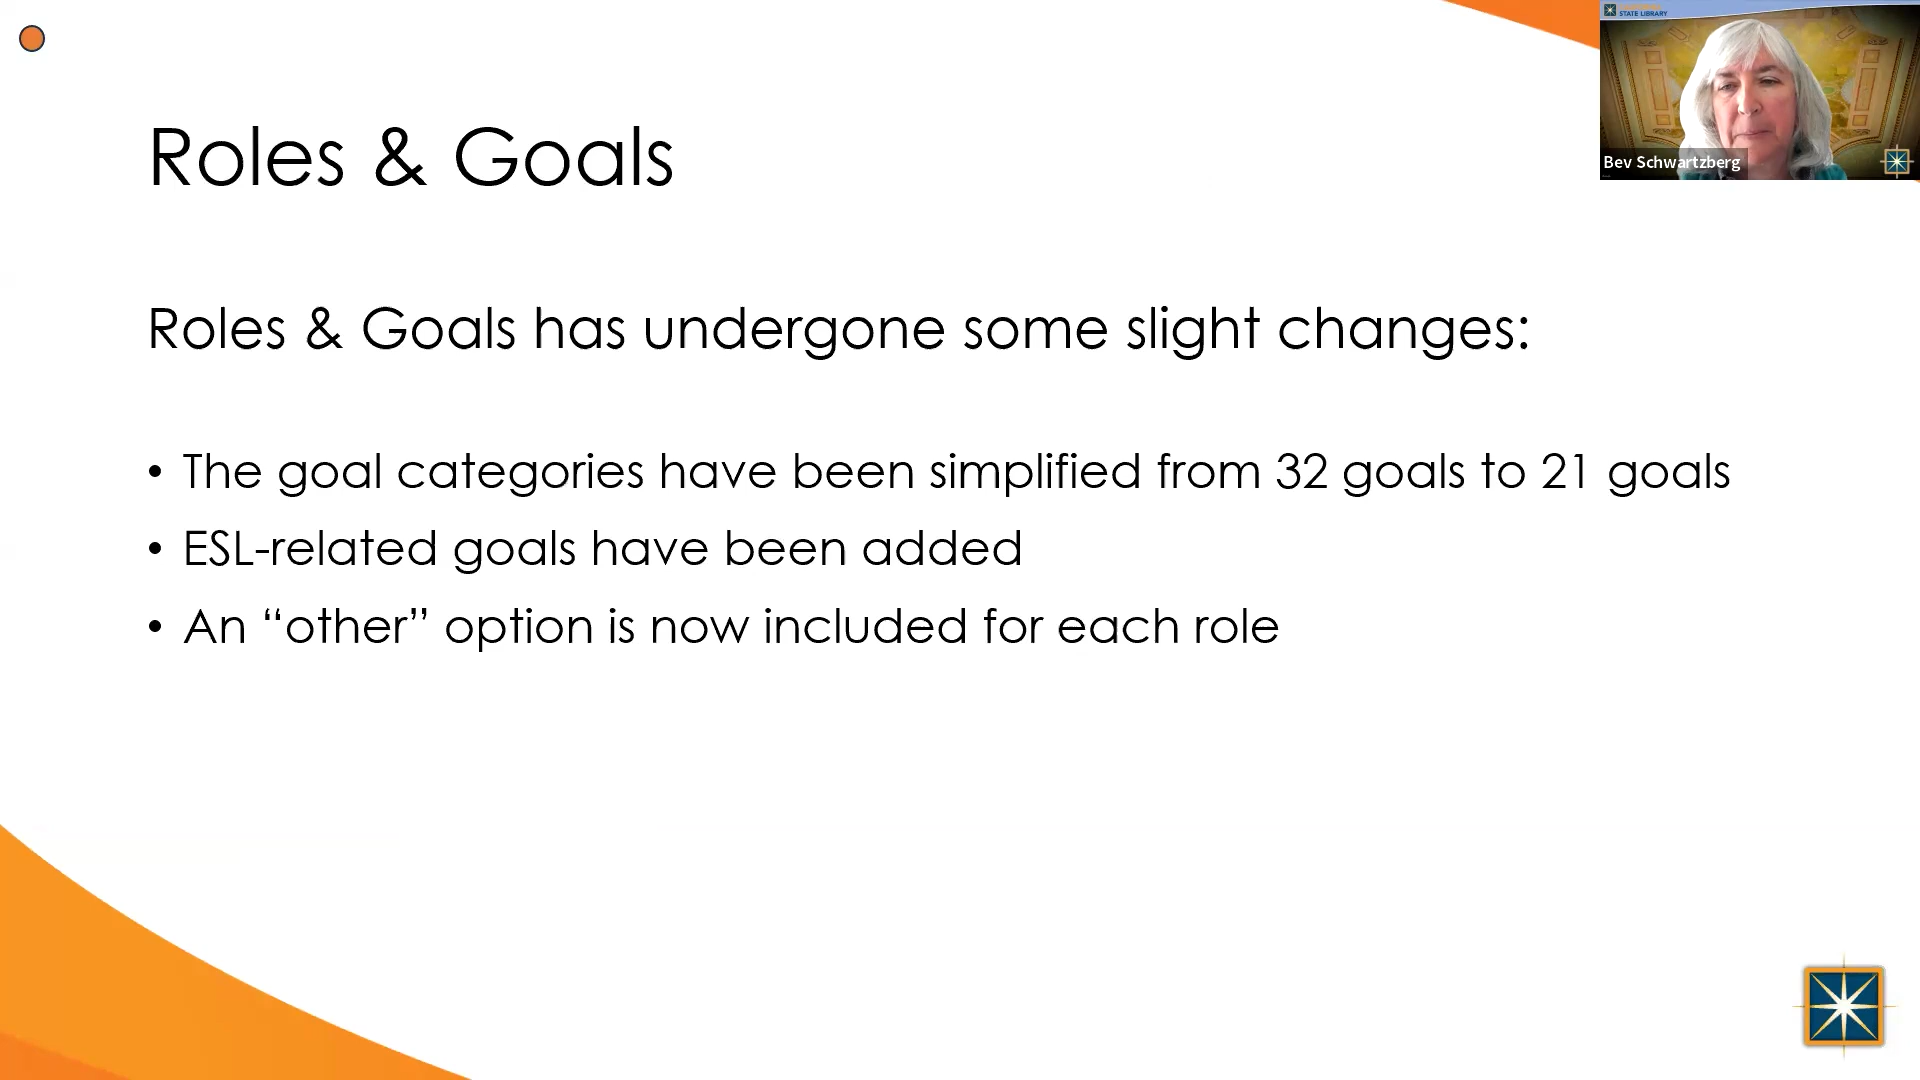 STATE LIBRARY
Bev Schwartzberg
Roles & Goals
Roles & Goals has undergone some slight changes:
• The goal categories have been simplified from 32 goals to 21 goals
• ESL-related goals have been added
• An “other” option is now included for each role